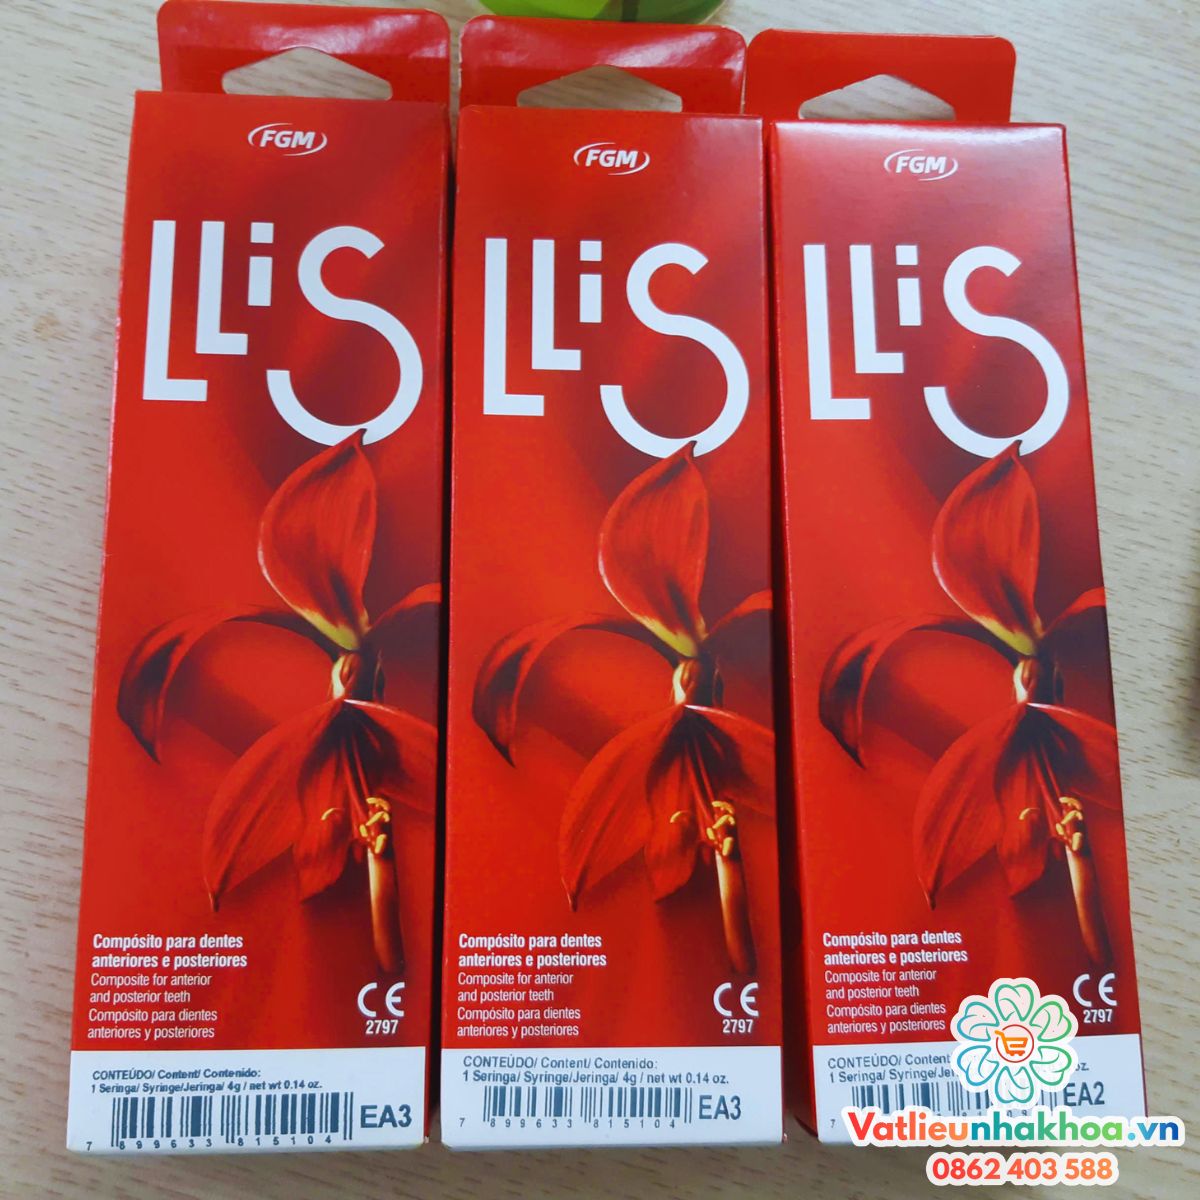 FGM
LLiS
Compósito para dentes
anteriores e posteriores
Composite for anterior
and posterior teeth
Compósito para dientes
anteriores y posteriores
CE
2797
CONTEÚDO/ Content/ Contenido:
1 Seringa/ Syringe/Jeringa/ 4g / net wt 0.14 oz.
7 899633 815104
EA3
FGM
LLiS
Compósito para dentes
anteriores e posteriores
Composite for anterior
and posterior teeth
Compósito para dientes
anteriores y posteriores
CE
2797
CONTEÚDO/ Content/ Contenido:
1 Seringa/ Syringe/Jeringa/ 4g / net wt 0.14 oz.
7 899633 815104
EA3
FGM
LLiS
Compósito para dentes
anteriores e posteriores
Composite for anterior
and posterior teeth
Compósito para dientes
anteriores y posteriores
CE
2797
CONTEÚDO/ Content
1 Seringa/ Syringe/ oz.
EA2
Vatlieunhakhoa.vn
0862 403 588